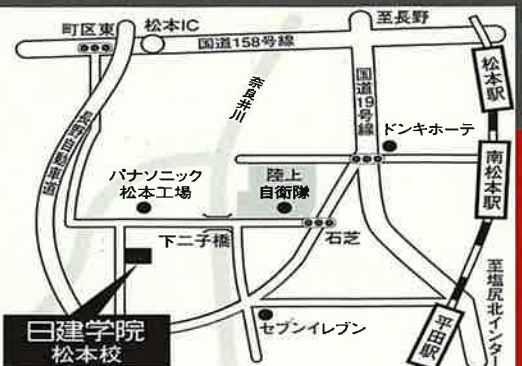 町区東
松本IC
国道158号線
至長野
松本駅
奈良井川
国道19号線
長野自動車道
ドンキホーテ
パナソニック
松本工場
陸上
自衛隊
南松本駅
下二子橋
石芝
至塩尻北インター
日建学院
松本校
セブンイレブン
平田駅